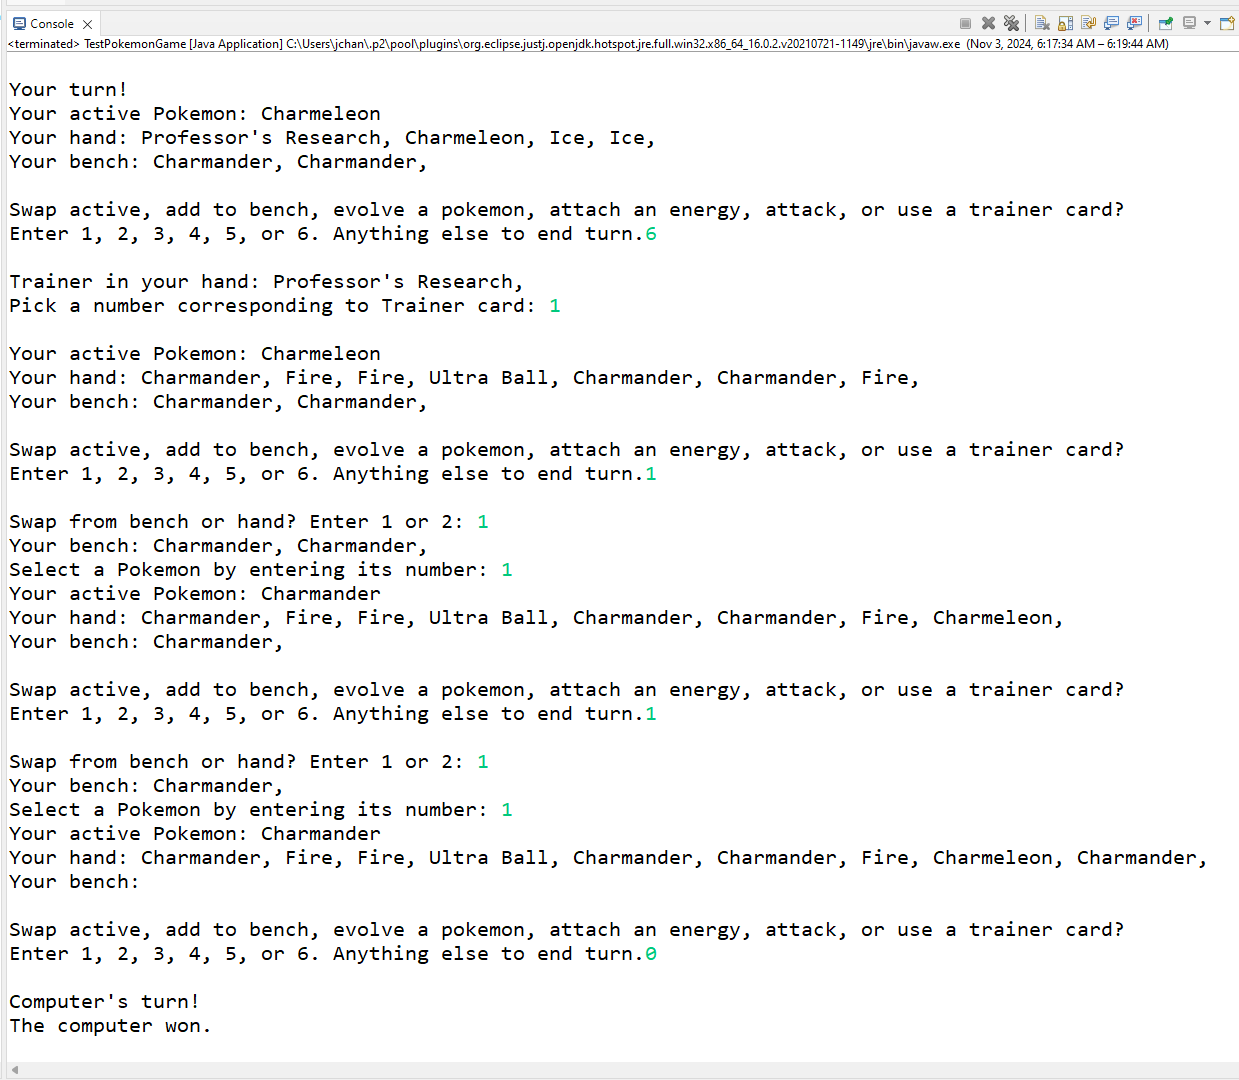 Console
<terminated> TestPokemonGame [Java Application] C:\Users\jchan\.p2\pool\plugins\org.eclipse.justj.openjdk.hotspot.jre.full.win32.x86_64_16.0.2.v20210721-1149\jre\bin\javaw.exe (Nov 3, 2024, 6:17:34 AM – 6:19:44 AM)
Your turn!
Your active Pokemon: Charmeleon
Your hand: Professor's Research, Charmeleon, Ice, Ice,
Your bench: Charmander, Charmander,
Swap active, add to bench, evolve a pokemon, attach an energy, attack, or use a trainer card?
Enter 1, 2, 3, 4, 5, or 6. Anything else to end turn.6
Trainer in your hand: Professor's Research,
Pick a number corresponding to Trainer card: 1
Your active Pokemon: Charmeleon
Your hand: Charmander, Fire, Fire, Ultra Ball, Charmander, Charmander, Fire,
Your bench: Charmander, Charmander,
Swap active, add to bench, evolve a pokemon, attach an energy, attack, or use a trainer card?
Enter 1, 2, 3, 4, 5, or 6. Anything else to end turn.1
Swap from bench or hand? Enter 1 or 2: 1
Your bench: Charmander, Charmander,
Select a Pokemon by entering its number: 1
Your active Pokemon: Charmander
Your hand: Charmander, Fire, Fire, Ultra Ball, Charmander, Charmander, Fire, Charmeleon,
Your bench: Charmander,
Swap active, add to bench, evolve a pokemon, attach an energy, attack, or use a trainer card?
Enter 1, 2, 3, 4, 5, or 6. Anything else to end turn.1
Swap from bench or hand? Enter 1 or 2: 1
Your bench: Charmander,
Select a Pokemon by entering its number: 1
Your active Pokemon: Charmander
Your hand: Charmander, Fire, Fire, Ultra Ball, Charmander, Charmander, Fire, Charmeleon, Charmander,
Your bench:
Swap active, add to bench, evolve a pokemon, attach an energy, attack, or use a trainer card?
Enter 1, 2, 3, 4, 5, or 6. Anything else to end turn.0
Computer's turn!
The computer won.